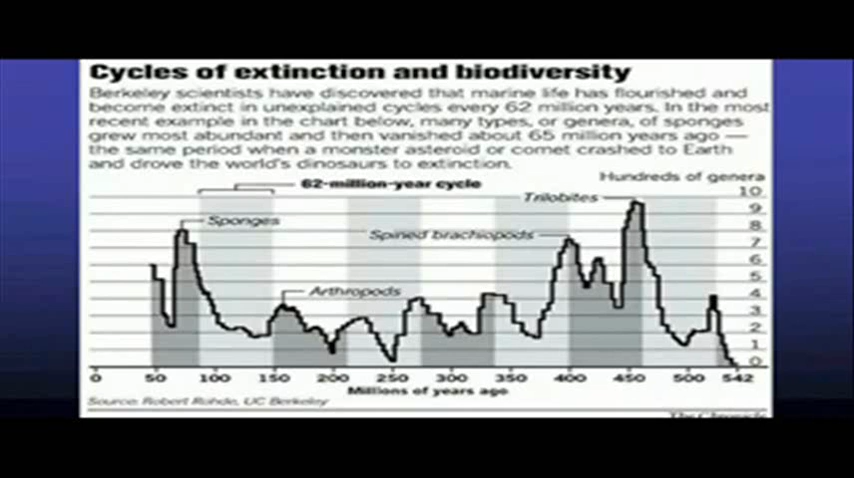 Cycles of extinction and biodiversity
Berkeley scientists have discovered that marine life has flourished and
become extinct in unexplained cycles every 62 million years. In the most
recent example in the chart below, many types, or genera, of sponges
grew most abundant and then vanished about 65 million years ago —
the same period when a monster asteroid or comet crashed to Earth
and drove the world's dinosaurs to extinction.
Hundreds of genera
62-million-year cycle
10
Trilobites
9
Sponges
8
Spined brachiopods
7
6
5
Arthropods
4
3
2
1
0
0 50 100 150 200 250 300 350 400 450 500 542
Millions of years ago
Source: Robert Rohde, UC Berkeley
The Chronicle